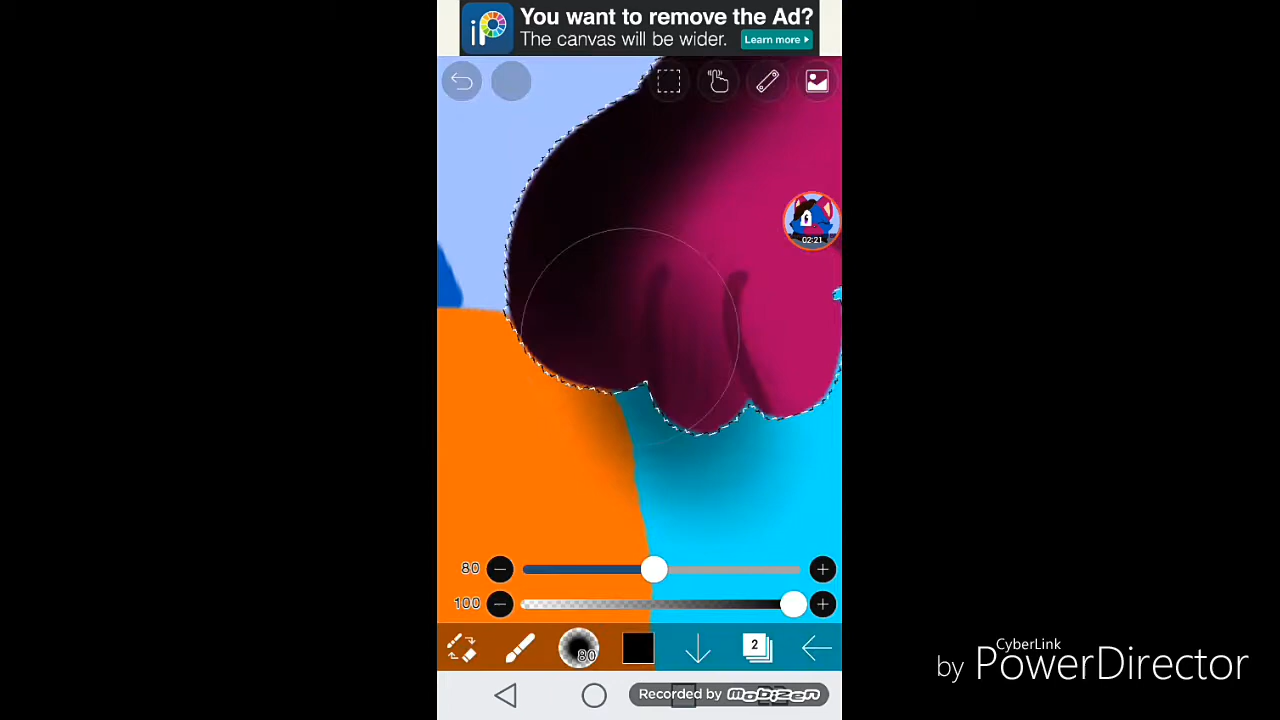 iP
You want to remove the Ad?
The canvas will be wider.
Learn more
02:21
80
100
80
2
CyberLink
by PowerDirector
Recorded by mobizen